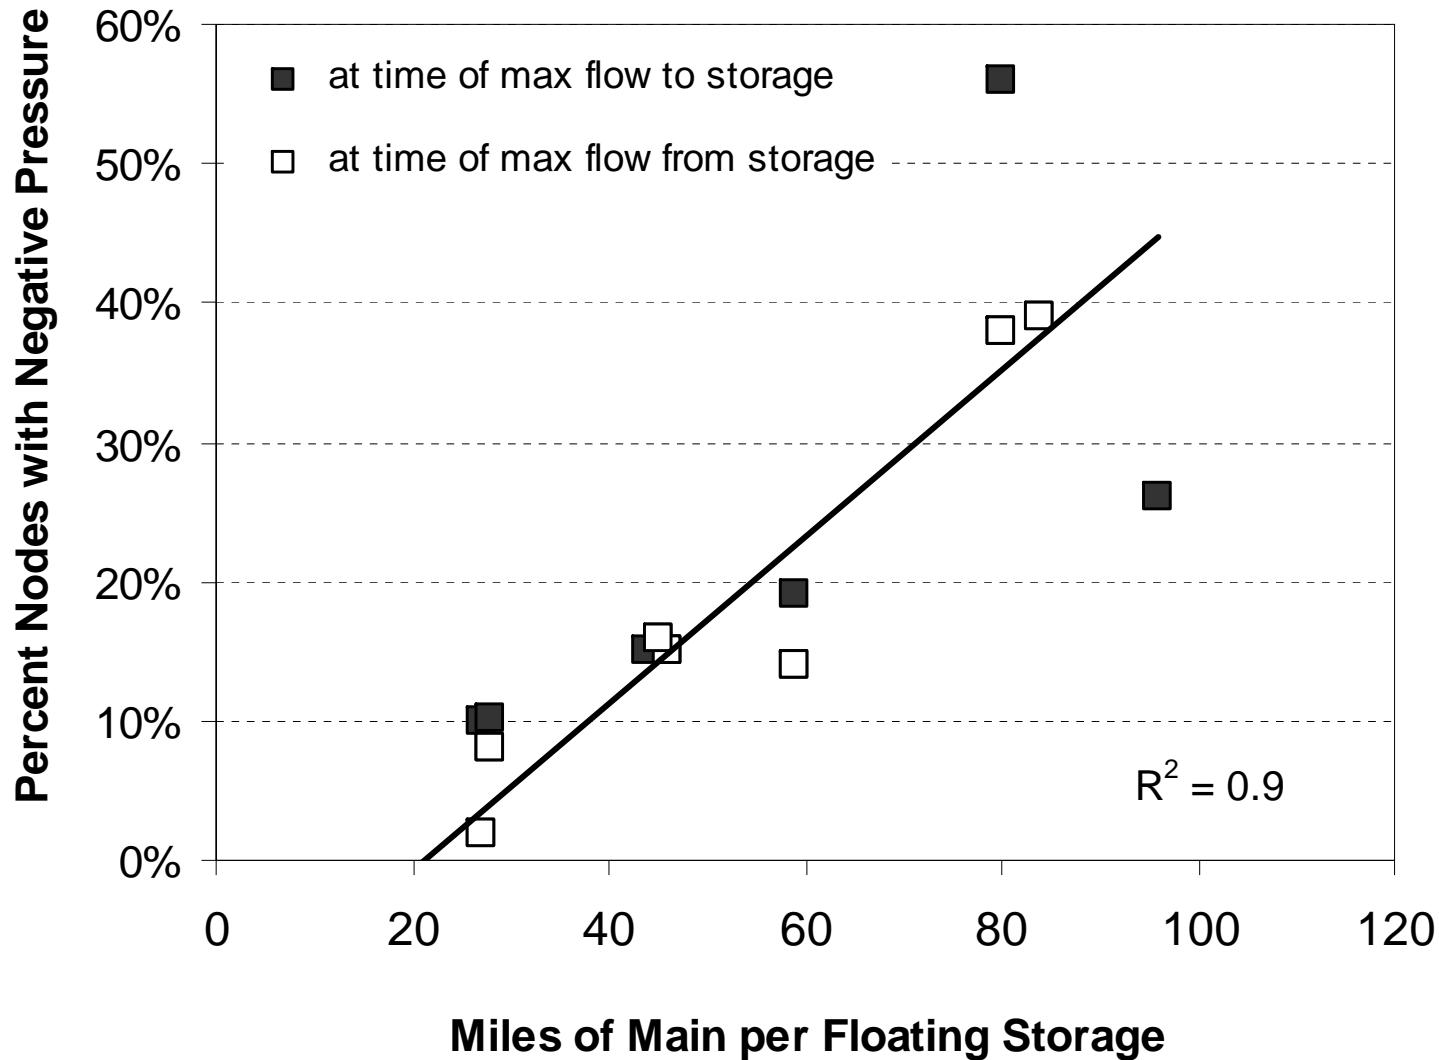 Percent Nodes with Negative Pressure
60%
50%
40%
30%
20%
10%
0%
at time of max flow to storage
at time of max flow from storage
R² = 0.9
0 20 40 60 80 100 120
Miles of Main per Floating Storage